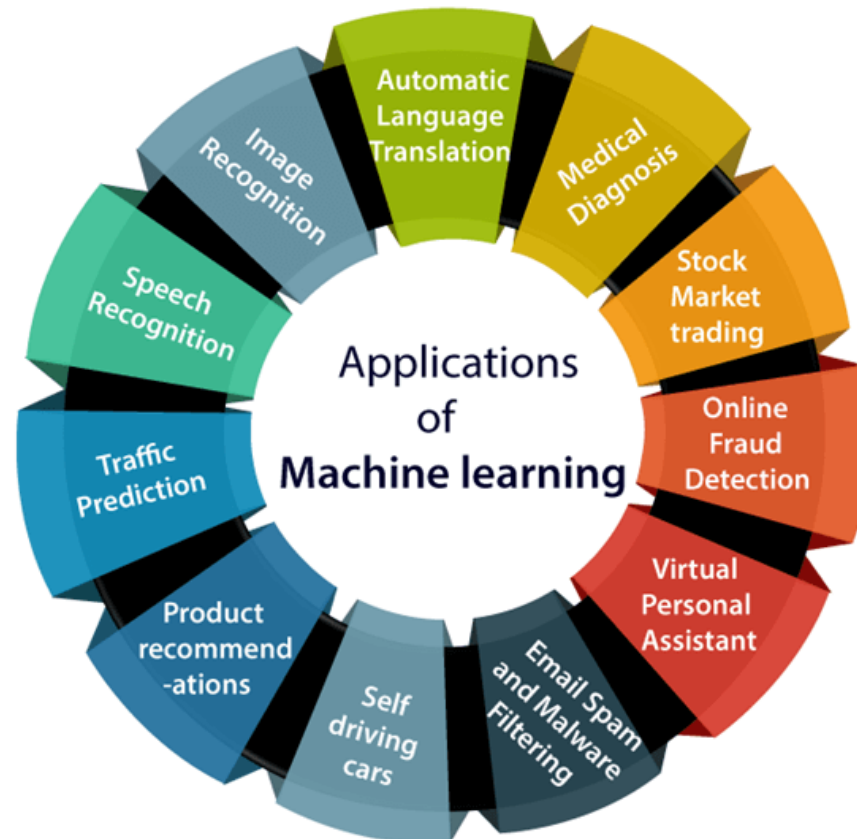 Applications
of
Machine learning
Automatic
Language
Translation
Medical
Diagnosis
Stock
Market
trading
Online
Fraud
Detection
Virtual
Personal
Assistant
Email Spam
and Malware
Filtering
Self
driving
cars
Product
recommend
-ations
Traffic
Prediction
Speech
Recognition
Image
Recognition